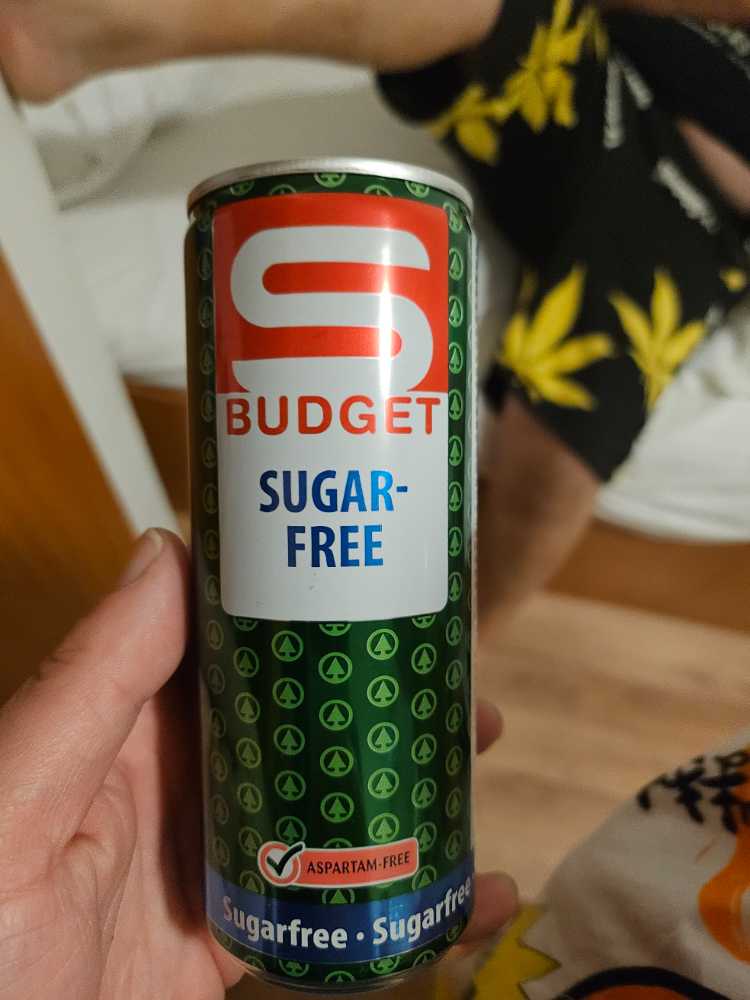 S
BUDGET
SUGAR-
FREE
ASPARTAM-FREE
Sugarfree · Sugarfree